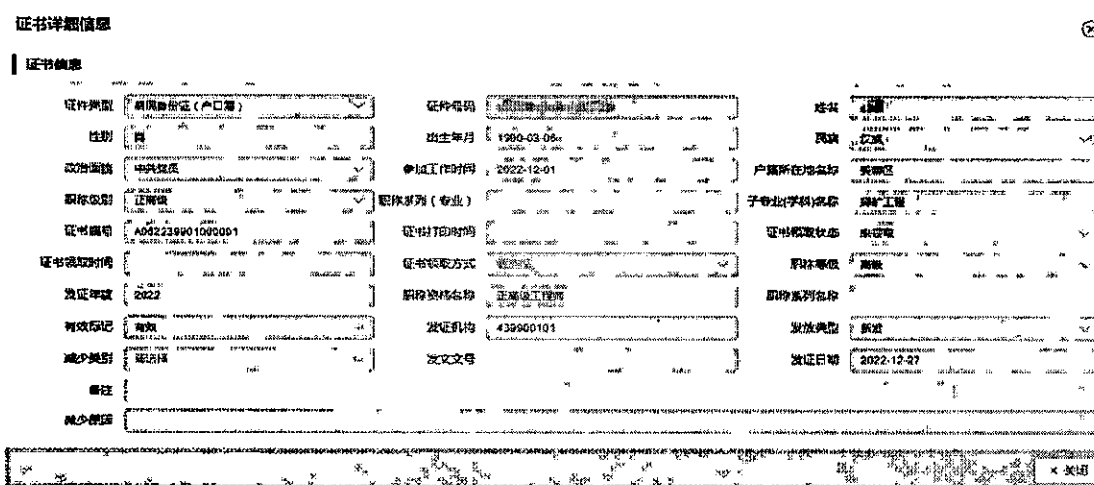 证书详细信息
证书信息
证件类型 居民身份证（户口簿） 证件号码 姓名
性别 男 出生年月 1990-03-06 民族 汉族
政治面貌 中共党员 参加工作时间 2022-12-01 户籍所在地名称 芙蓉区
职称级别 正高级 职称系列（专业） 子专业(学科)名称
证书编号 A062239901000001 证书打印时间 证书领取状态 未领取
证书领取时间 证书领取方式 职称等级 高级
发证年度 2022 职称资格名称 正高级工程师 职称系列名称
有效标记 有效 发证机构 439900101 发放类型 新发
减少类别 请选择 发文文号 发证日期 2022-12-27
备注
减少原因
× 关闭